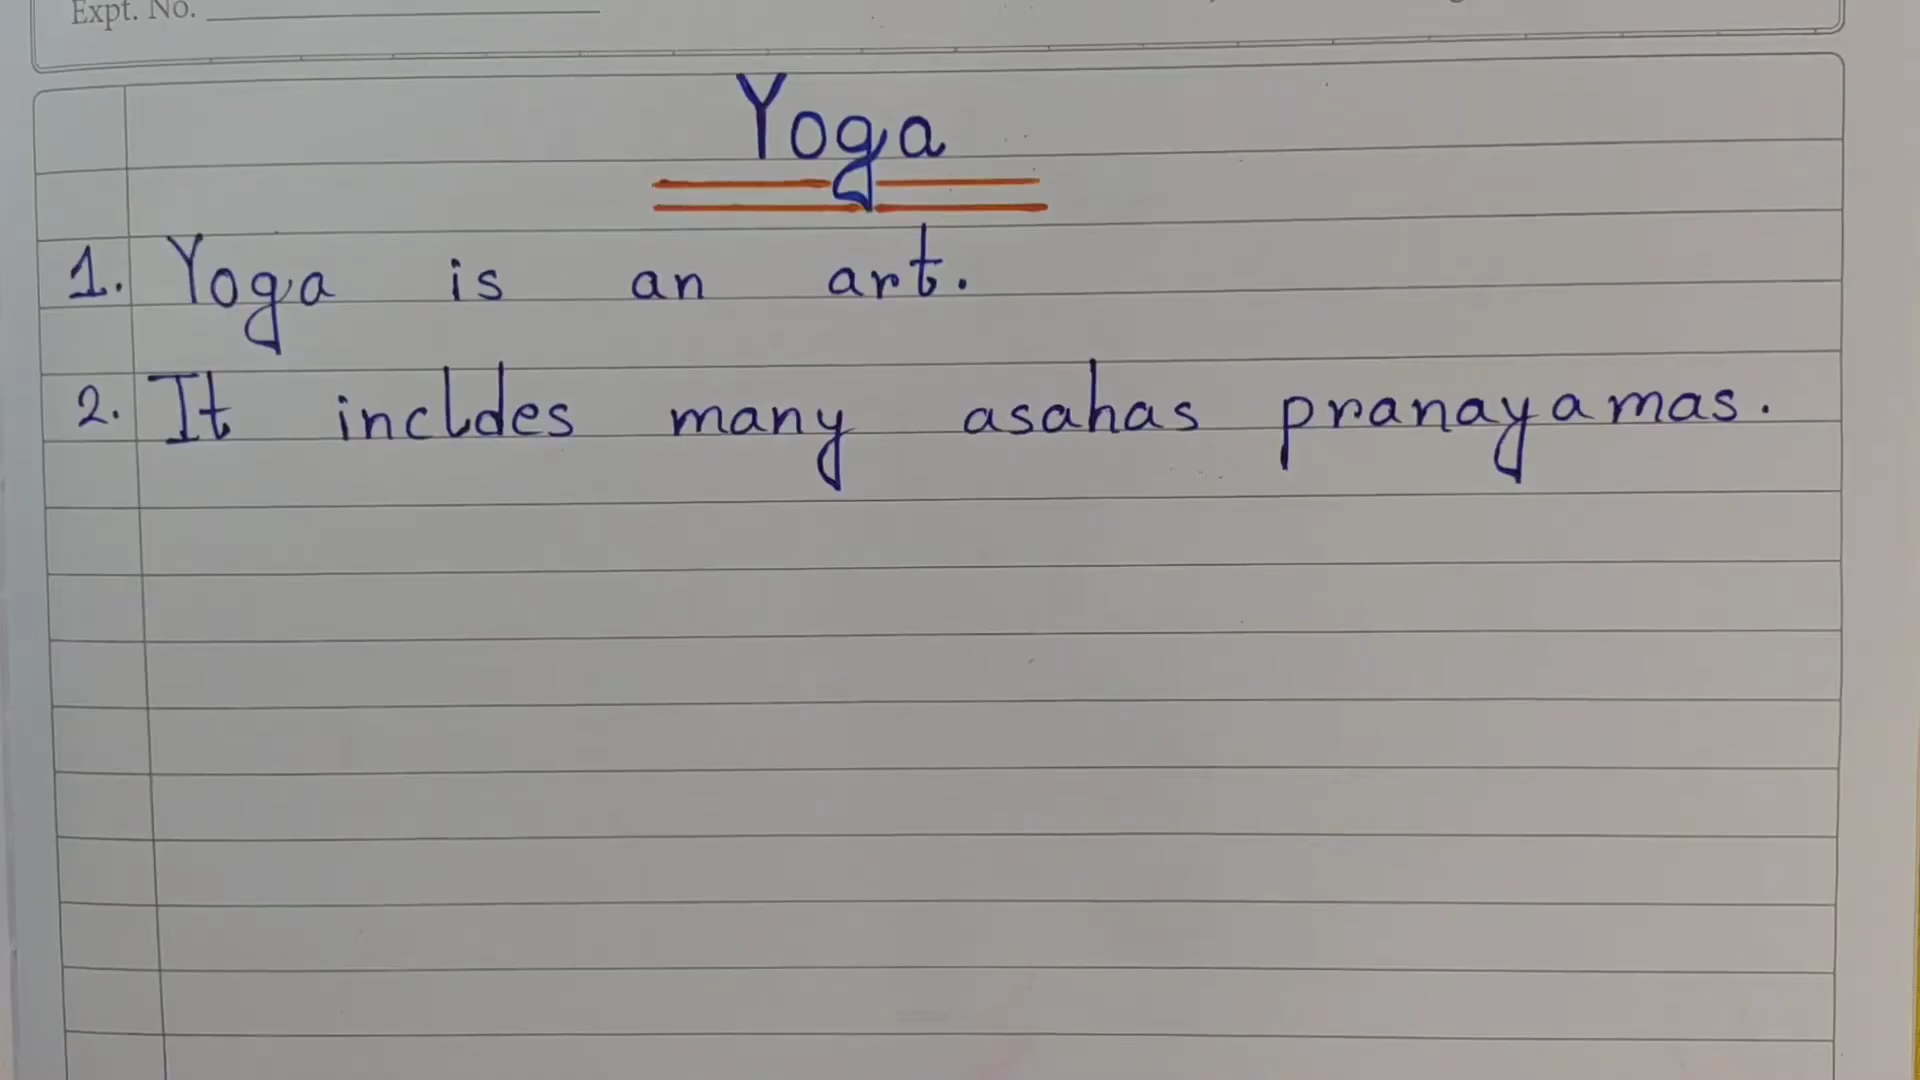 Expt. No.
Yoga
1. Yoga is an art.
2. It incldes many asahas pranayamas.